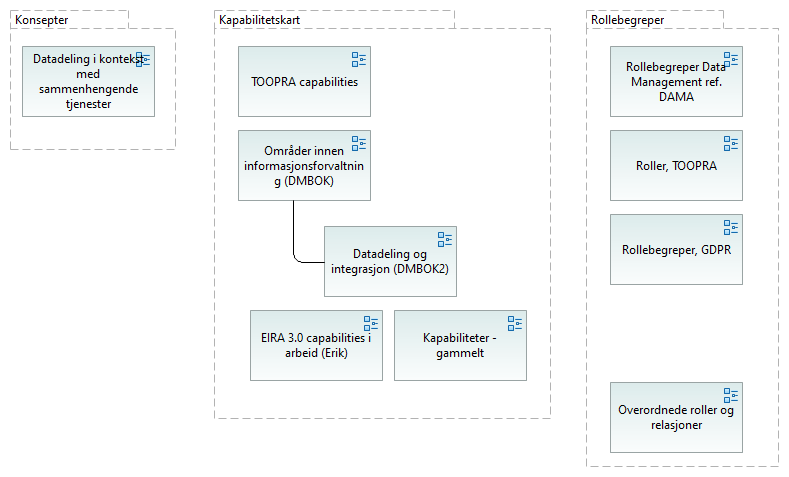 Konsepter
Datadeling i kontekst
med
sammenhengende
tjenester
Kapabilitetskart
TOOPRA capabilities
Områder innen
informasjonsforvaltnin
g (DMBOK)
Datadeling og
integrasjon (DMBOK2)
EIRA 3.0 capabilities i
arbeid (Erik)
Kapabiliteter -
gammelt
Rollebegreper
Rollebegreper Data
Management ref.
DAMA
Roller, TOOPRA
Rollebegreper, GDPR
Overordnede roller og
relasjoner